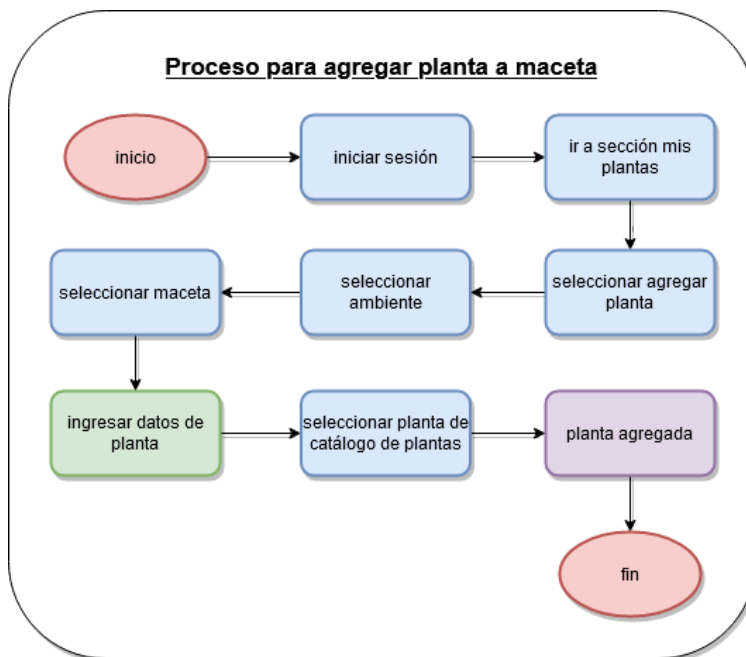 Proceso para agregar planta a maceta
inicio
iniciar sesión
ir a sección mis
plantas
seleccionar agregar
planta
seleccionar
ambiente
seleccionar maceta
ingresar datos de
planta
seleccionar planta de
catálogo de plantas
planta agregada
fin